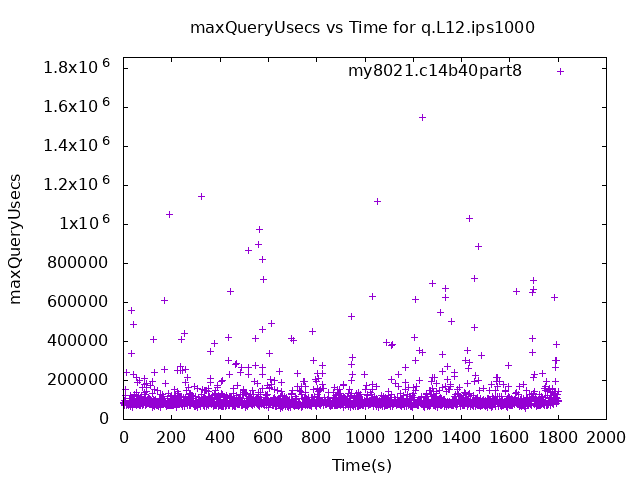 maxQueryUsecs vs Time for q.L12.ips1000
my8021.c14b40part8
maxQueryUsecs
1.8x10^6
1.6x10^6
1.4x10^6
1.2x10^6
1x10^6
800000
600000
400000
200000
0
0 200 400 600 800 1000 1200 1400 1600 1800 2000
Time(s)